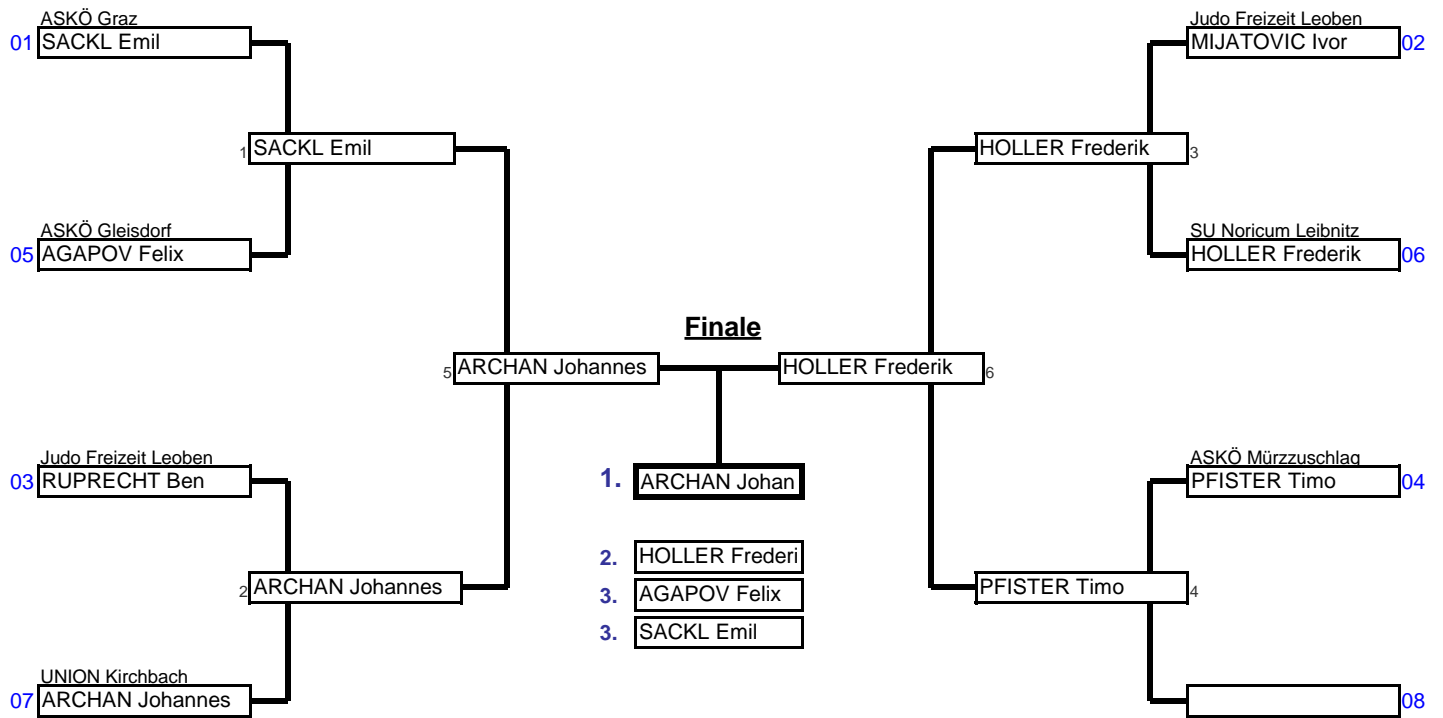 ASKÖ Graz
01 SACKL Emil
Judo Freizeit Leoben
MIJATOVIC Ivor 02
1 SACKL Emil
HOLLER Frederik 3
ASKÖ Gleisdorf
05 AGAPOV Felix
SU Noricum Leibnitz
HOLLER Frederik 06
Finale
5 ARCHAN Johannes
HOLLER Frederik 6
Judo Freizeit Leoben
03 RUPRECHT Ben
1. ARCHAN Johan
ASKÖ Mürzzuschlag
PFISTER Timo 04
2. HOLLER Frederi
2 ARCHAN Johannes
3. AGAPOV Felix
PFISTER Timo 4
3. SACKL Emil
UNION Kirchbach
07 ARCHAN Johannes
08